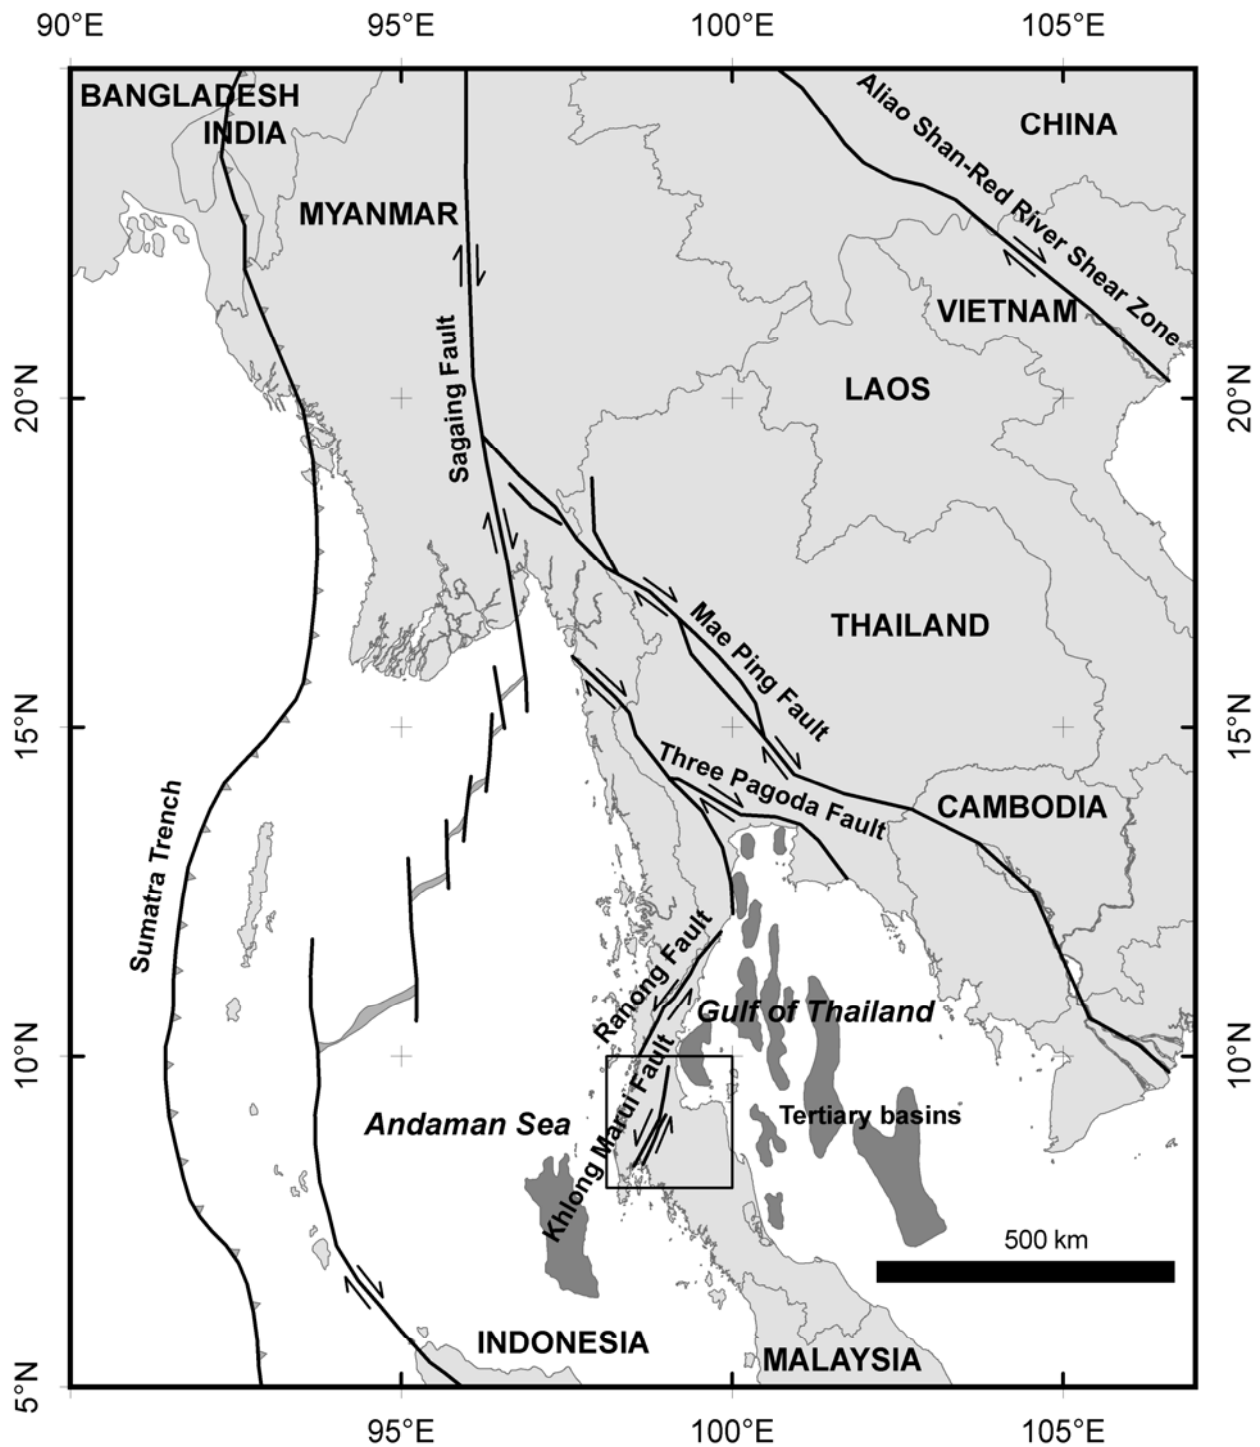 90°E 95°E 100°E 105°E
BANGLADESH
INDIA
CHINA
Aliao Shan-Red River Shear Zone
MYANMAR
VIETNAM
Sagaing Fault
LAOS
20°N 20°N
Mae Ping Fault
THAILAND
15°N 15°N
Three Pagoda Fault
CAMBODIA
Sumatra Trench
Ranong Fault
Gulf of Thailand
10°N 10°N
Khlong Marui Fault
Andaman Sea
Tertiary basins
500 km
INDONESIA
MALAYSIA
5°N
95°E 100°E 105°E